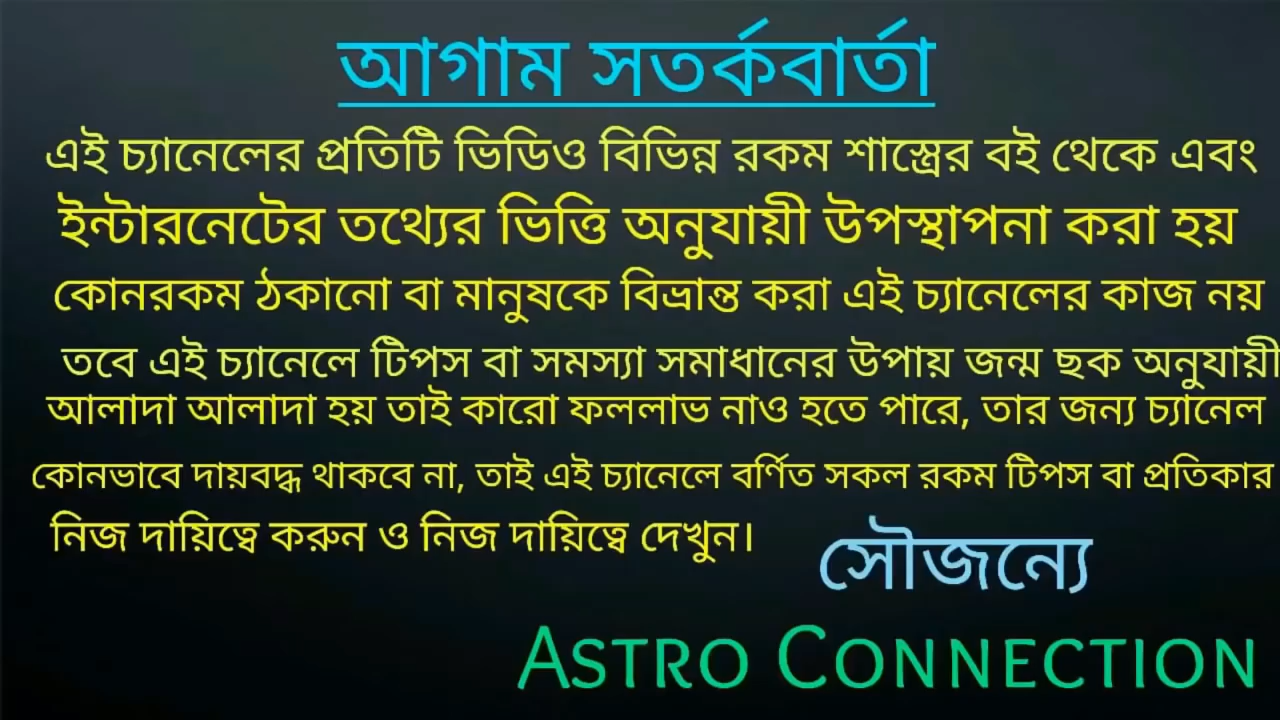 আগাম সতর্কবার্তা
এই চ্যানেলের প্রতিটি ভিডিও বিভিন্ন রকম শাস্ত্রের বই থেকে এবং
ইন্টারনেটের তথ্যের ভিত্তি অনুযায়ী উপস্থাপনা করা হয়
কোনরকম ঠকানো বা মানুষকে বিভ্রান্ত করা এই চ্যানেলের কাজ নয়
তবে এই চ্যানেলে টিপস বা সমস্যা সমাধানের উপায় জন্ম ছক অনুযায়ী
আলাদা আলাদা হয় তাই কারো ফললাভ নাও হতে পারে, তার জন্য চ্যানেল
কোনভাবে দায়বদ্ধ থাকবে না, তাই এই চ্যানেলে বর্ণিত সকল রকম টিপস বা প্রতিকার
নিজ দায়িত্বে করুন ও নিজ দায়িত্বে দেখুন।
সৌজন্যে
ASTRO CONNECTION